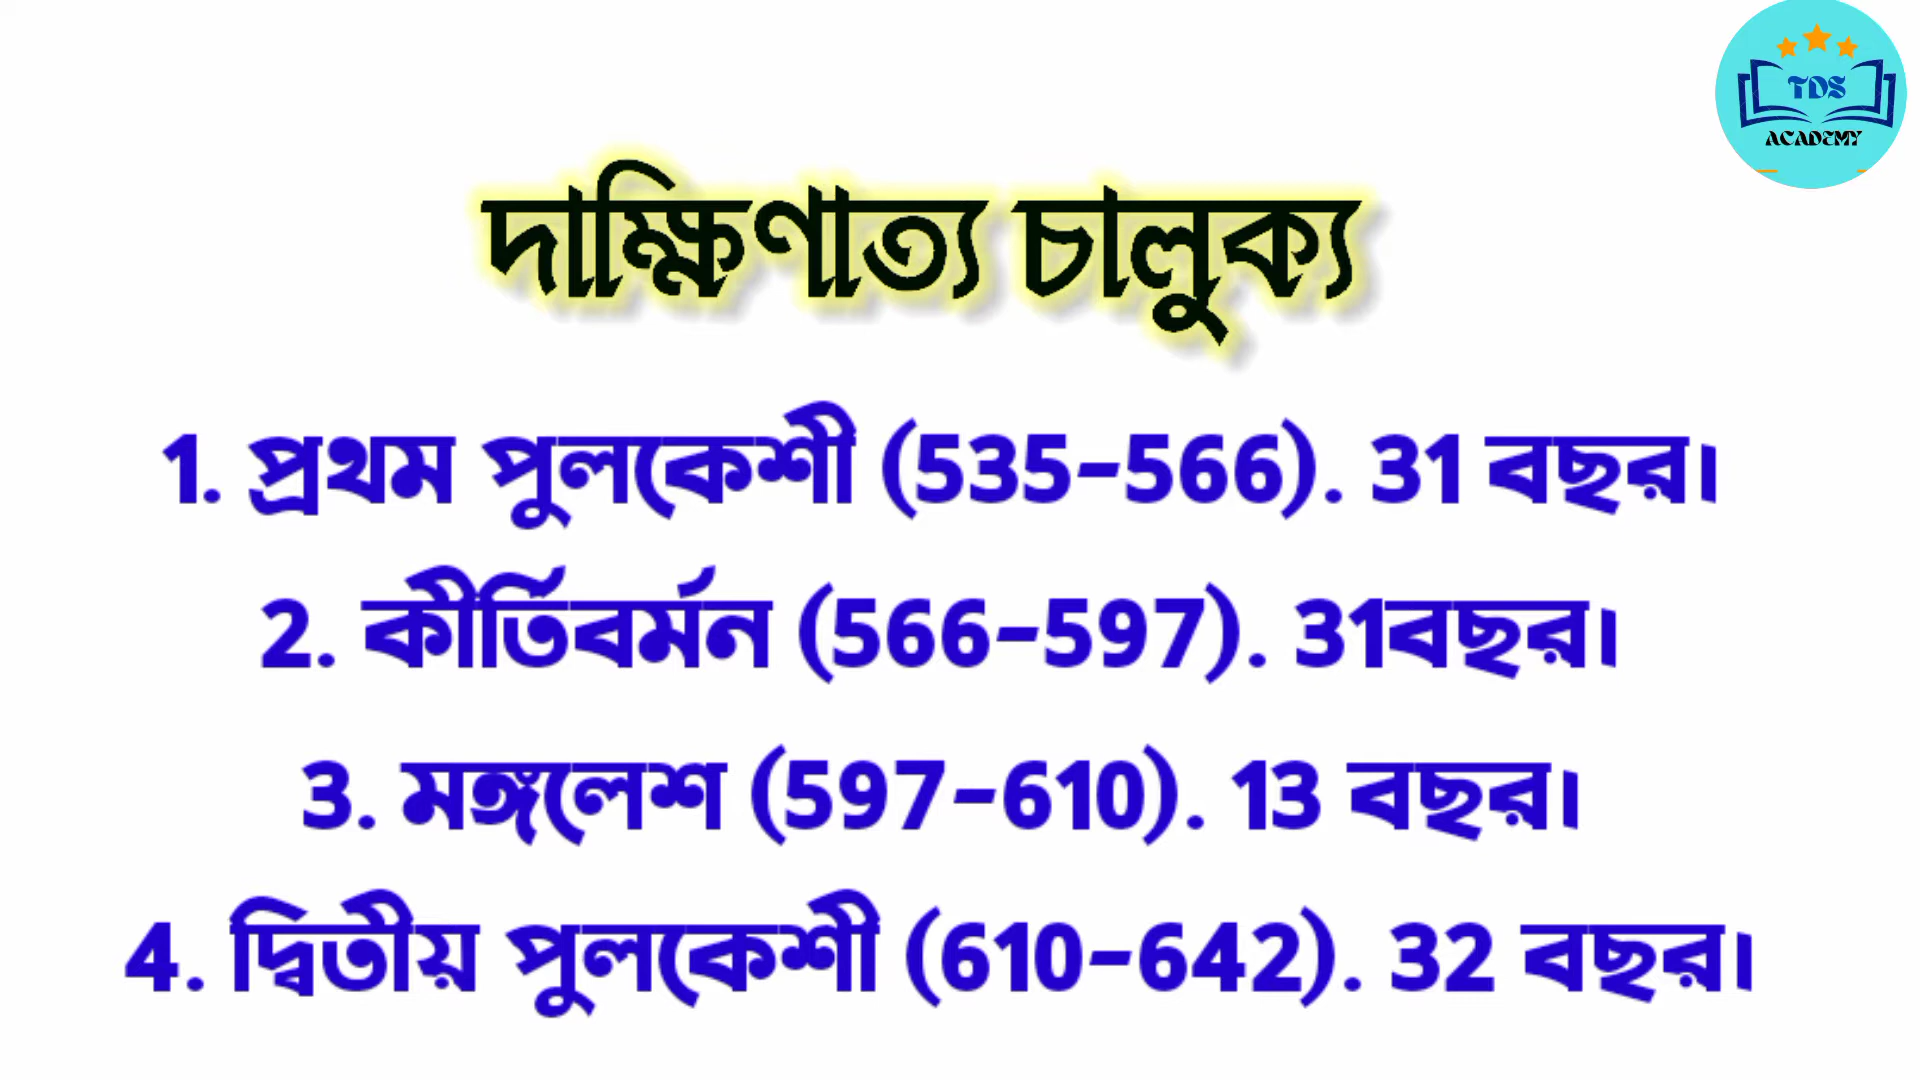 TDS
ACADEMY
দাক্ষিণাত্য চালুক্য
1. প্রথম পুলকেশী (535-566). 31 বছর।
2. কীর্তিবর্মন (566-597). 31বছর।
3. মঙ্গলেশ (597-610). 13 বছর।
4. দ্বিতীয় পুলকেশী (610-642). 32 বছর।